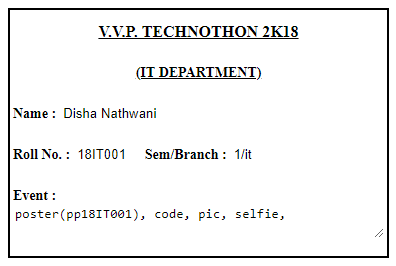 V.V.P. TECHNOTHON 2K18
(IT DEPARTMENT)
Name : Disha Nathwani
Roll No. : 18IT001 Sem/Branch : 1/it
Event :
poster(pp18IT001), code, pic, selfie,